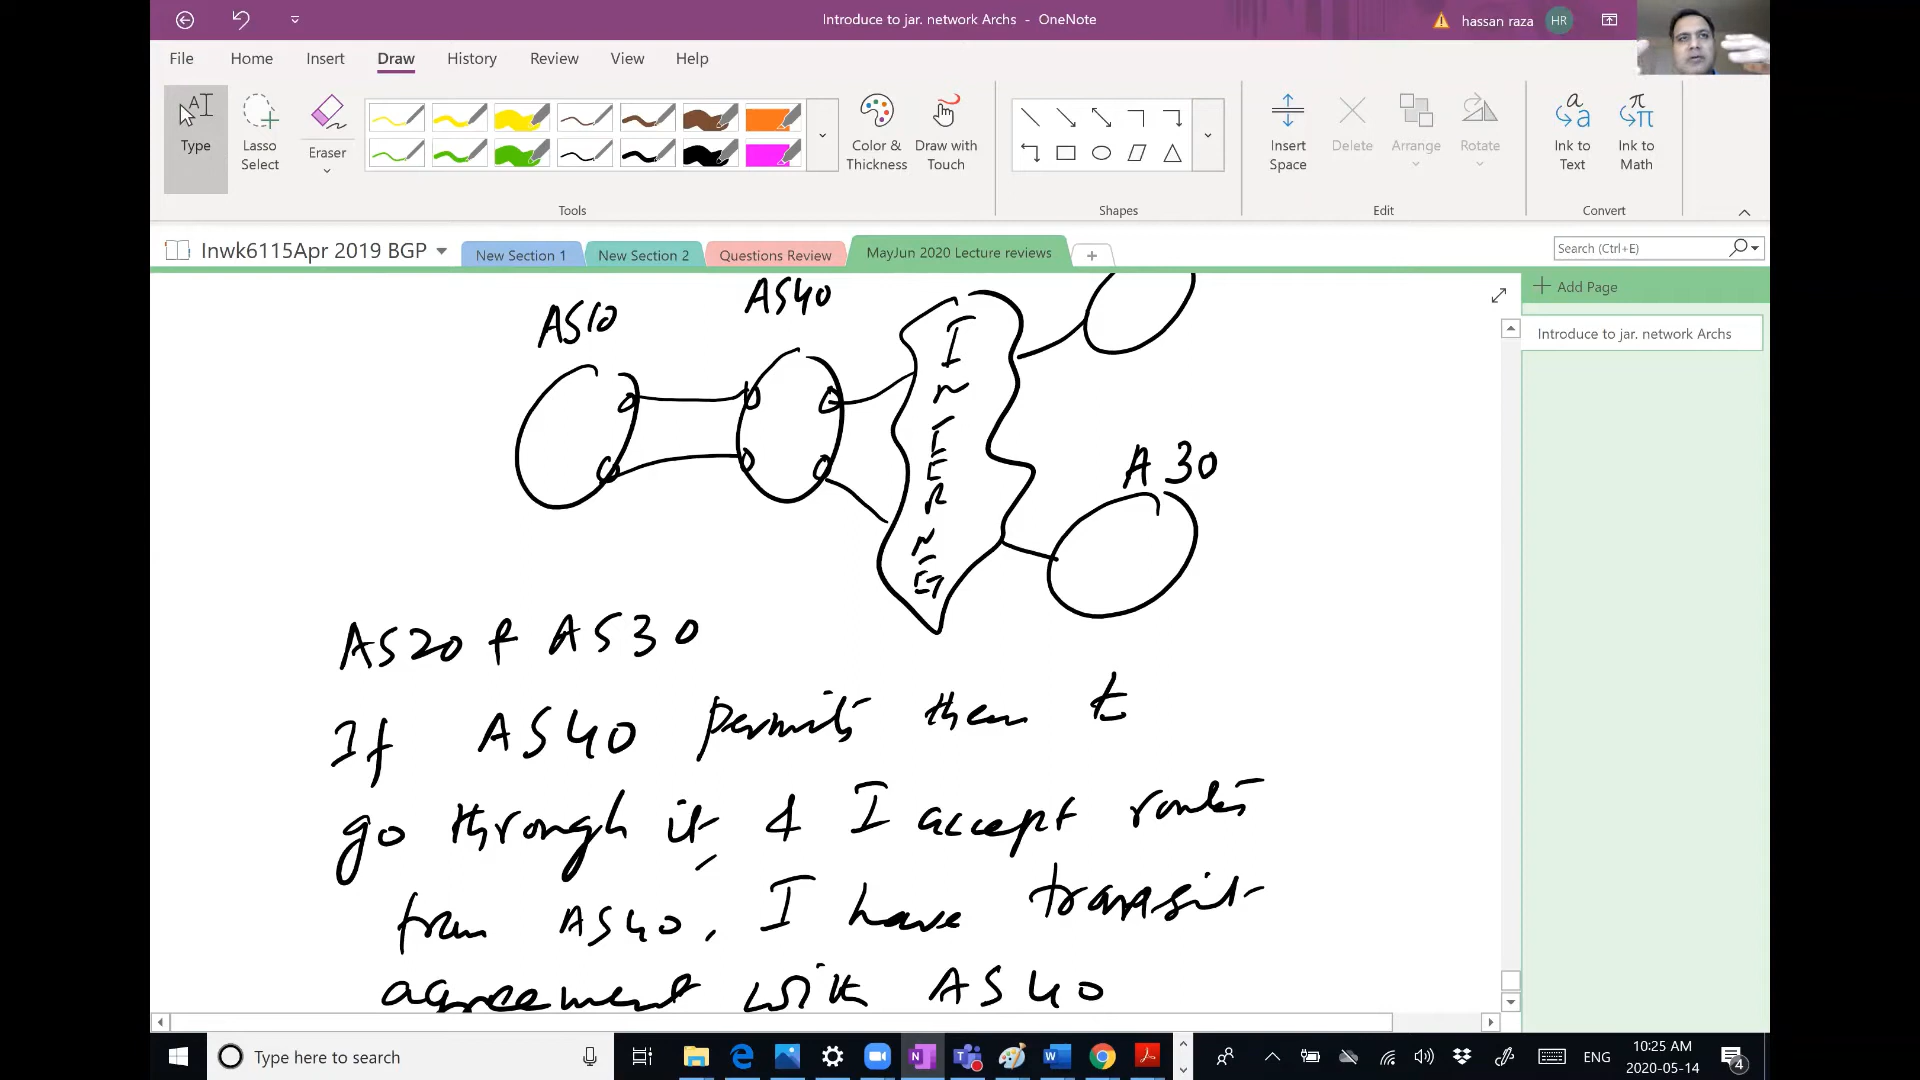 Introduce to jar. network Archs - OneNote
hassan raza
HR
File
Home
Insert
Draw
History
Review
View
Help
Type
Lasso Select
Eraser
Color & Thickness
Draw with Touch
Insert Space
Delete
Arrange
Rotate
Ink to Text
Ink to Math
Tools
Shapes
Edit
Convert
Inwk6115Apr 2019 BGP
New Section 1
New Section 2
Questions Review
MayJun 2020 Lecture reviews
Search (Ctrl+E)
Add Page
Introduce to jar. network Archs
AS10
AS40
INTERNET
A 30
AS20 & AS30
If AS40 permits them to
go through it & I accept routes
from AS40, I have transit
agreement with AS40
Type here to search
ENG
10:25 AM
2020-05-14
4